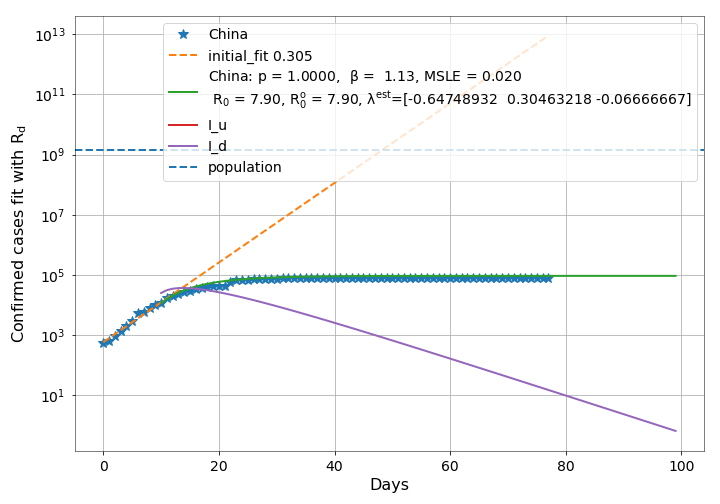 China
initial_fit 0.305
China: p = 1.0000, β = 1.13, MSLE = 0.020
R₀ = 7.90, R₀ᵒ = 7.90, λᵉˢᵗ=[-0.64748932 0.30463218 -0.06666667]
I_u
I_d
population
10¹³
10¹¹
10⁹
10⁷
10⁵
10³
10¹
Confirmed cases fit with R_d
0 20 40 60 80 100
Days